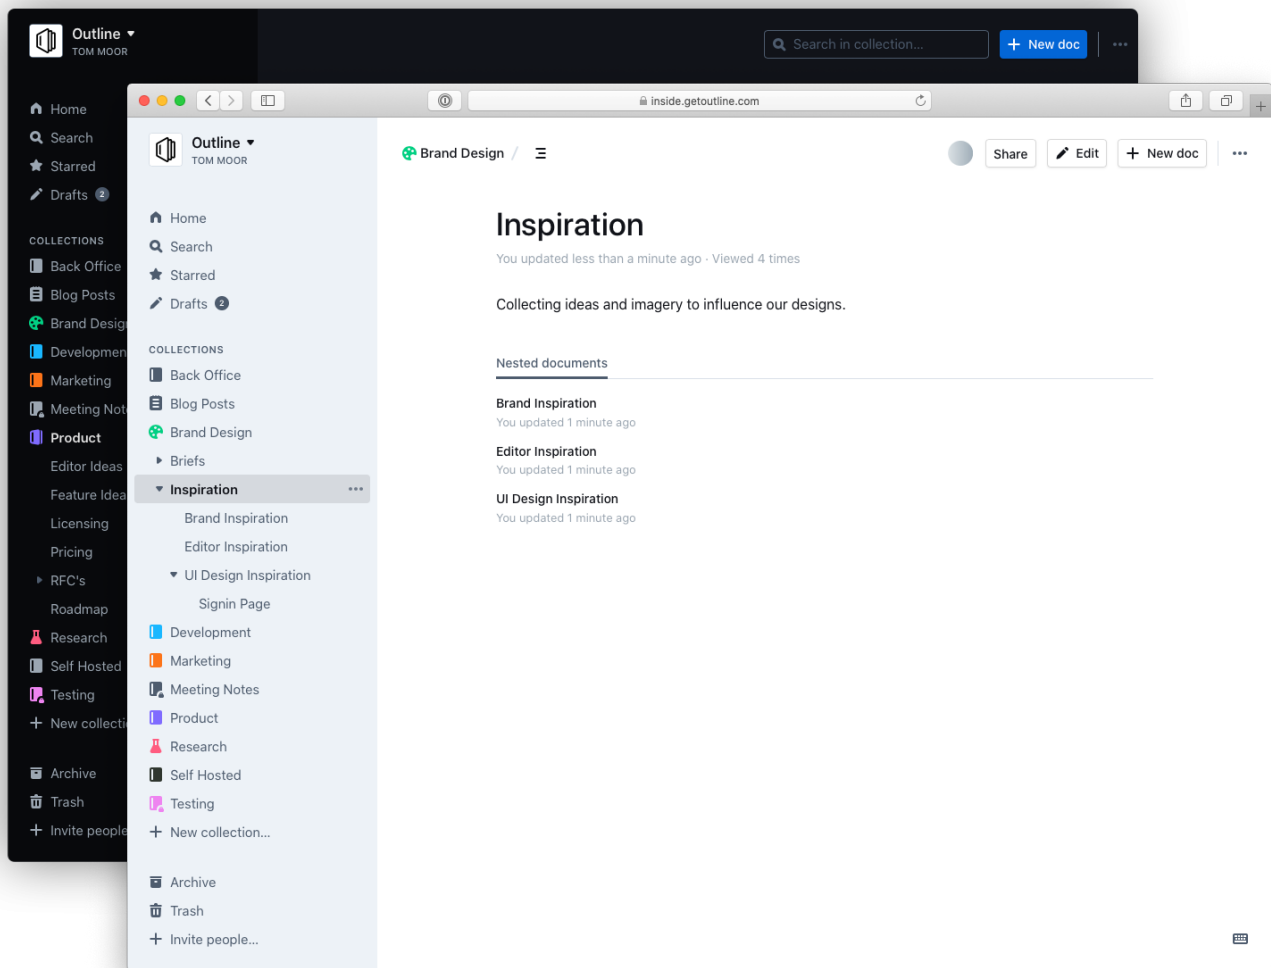 Outline
TOM MOOR
Search in collection...
New doc
Home
Search
Starred
Drafts 2
COLLECTIONS
Back Office
Blog Posts
Brand Design
Developmen
Marketing
Meeting Not
Product
Editor Ideas
Feature Idea
Licensing
Pricing
RFC's
Roadmap
Research
Self Hosted
Testing
New collecti
Archive
Trash
Invite people
inside.getoutline.com
Outline
TOM MOOR
Home
Search
Starred
Drafts 2
COLLECTIONS
Back Office
Blog Posts
Brand Design
Briefs
Inspiration
Brand Inspiration
Editor Inspiration
UI Design Inspiration
Signin Page
Development
Marketing
Meeting Notes
Product
Research
Self Hosted
Testing
New collection...
Archive
Trash
Invite people...
Brand Design /
Share
Edit
New doc
Inspiration
You updated less than a minute ago · Viewed 4 times
Collecting ideas and imagery to influence our designs.
Nested documents
Brand Inspiration
You updated 1 minute ago
Editor Inspiration
You updated 1 minute ago
UI Design Inspiration
You updated 1 minute ago